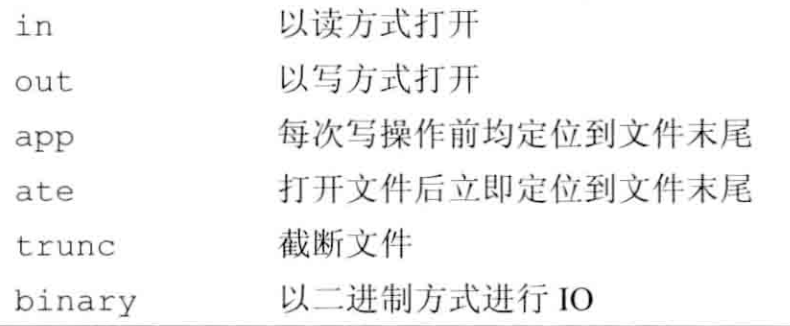 in 以读方式打开
out 以写方式打开
app 每次写操作前均定位到文件末尾
ate 打开文件后立即定位到文件末尾
trunc 截断文件
binary 以二进制方式进行 IO